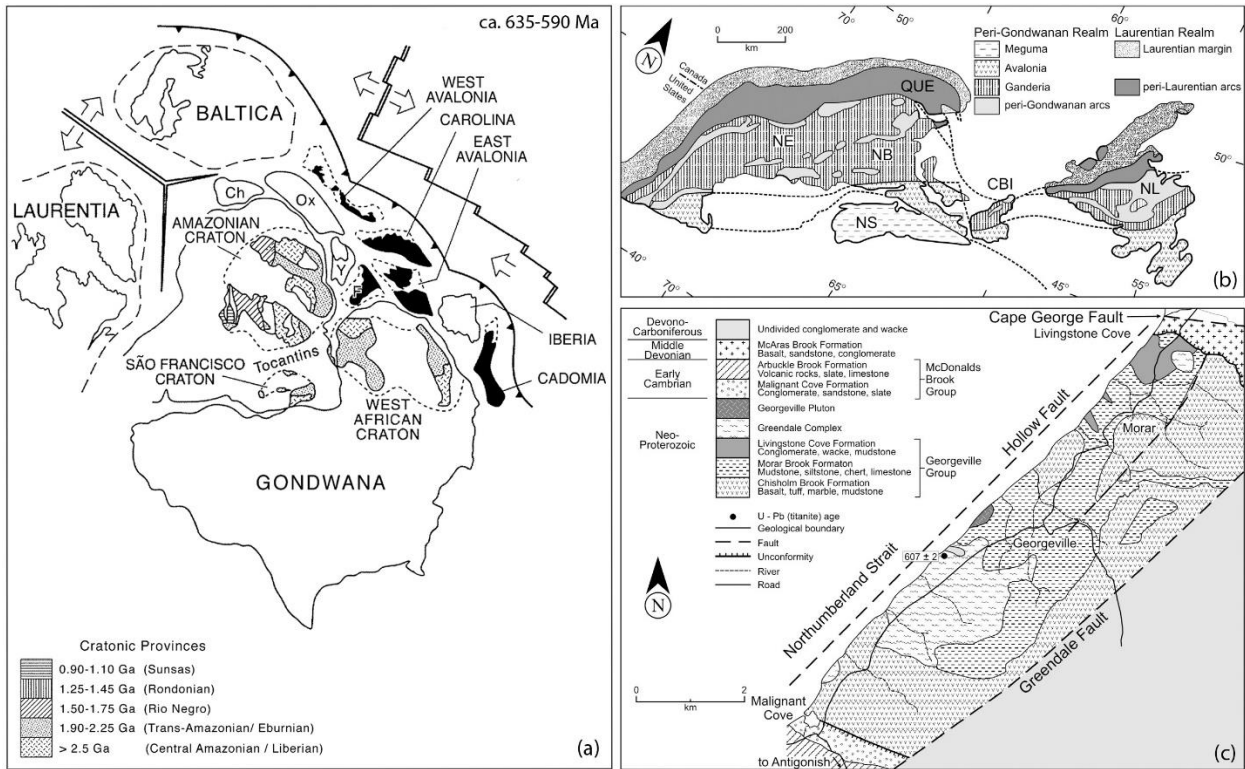 ca. 635-590 Ma
WEST
AVALONIA
CAROLINA
EAST
AVALONIA
BALTICA
LAURENTIA
Ch
Ox
AMAZONIAN
CRATON
Y
F
IBERIA
SÃO FRANCISCO
CRATON
Tocantins
CADOMIA
WEST
AFRICAN
CRATON
GONDWANA
Cratonic Provinces
0.90-1.10 Ga (Sunsas)
1.25-1.45 Ga (Rondonian)
1.50-1.75 Ga (Rio Negro)
1.90-2.25 Ga (Trans-Amazonian/ Eburnian)
> 2.5 Ga (Central Amazonian / Liberian)
(a)
70°
50°
60°
N
0 200
km
Peri-Gondwanan Realm
Meguma
Avalonia
Ganderia
peri-Gondwanan arcs
Laurentian Realm
Laurentian margin
peri-Laurentian arcs
Canada
United States
QUE
NE
NB
CBI
NS
NL
50°
40°
70°
65°
45°
55°
(b)
Devono-
Carboniferous
Undivided conglomerate and wacke
Middle
Devonian
McAras Brook Formation
Basalt, sandstone, conglomerate
Early
Cambrian
Arbuckle Brook Formation
Volcanic rocks, slate, limestone
Malignant Cove Formation
Conglomerate, sandstone, slate
McDonalds
Brook
Group
Neo-
Proterozoic
Georgeville Pluton
Greendale Complex
Livingstone Cove Formation
Conglomerate, wacke, mudstone
Morar Brook Formaton
Mudstone, siltstone, chert, limestone
Chisholm Brook Formation
Basalt, tuff, marble, mudstone
Georgeville
Group
U - Pb (titanite) age
Geological boundary
Fault
Unconformity
River
Road
N
0 2
km
Cape George Fault
Livingstone Cove
Hollow Fault
Morar
Georgeville
607 ± 2
Northumberland Strait
Greendale Fault
Malignant
Cove
to Antigonish
(c)